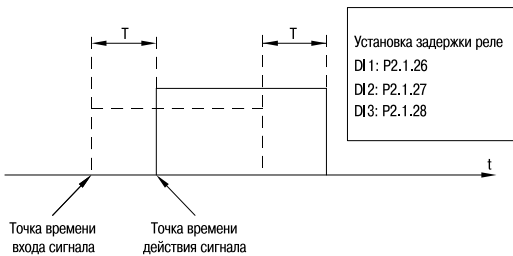 T
T
Установка задержки реле
DI1: P2.1.26
DI2: P2.1.27
DI3: P2.1.28
t
Точка времени
входа сигнала
Точка времени
действия сигнала